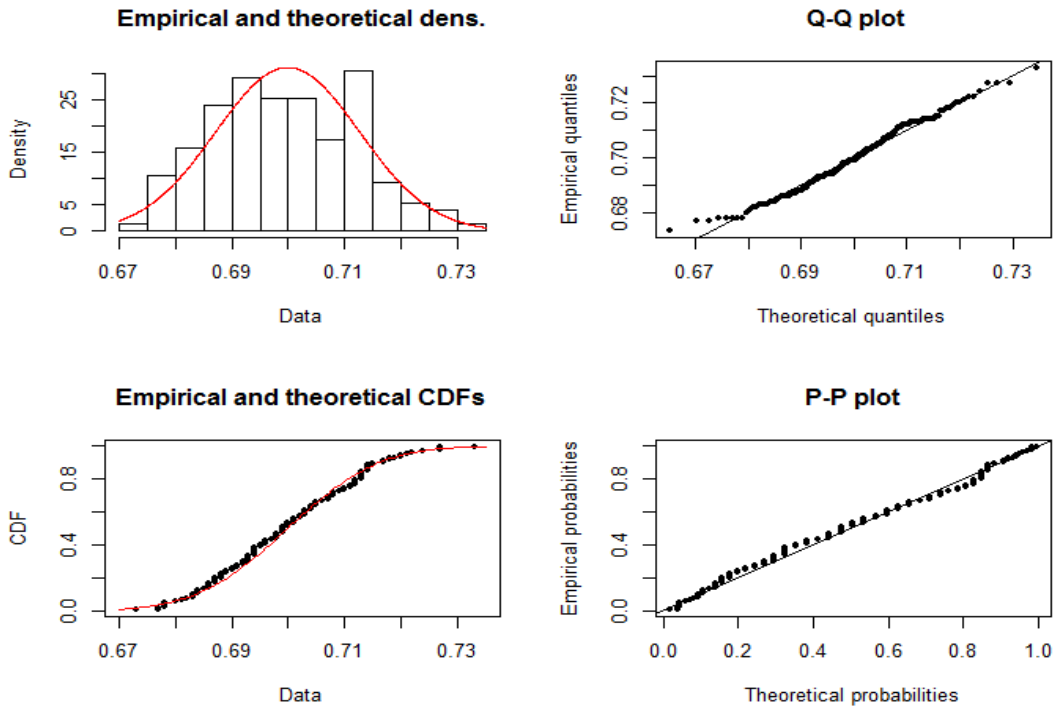 Empirical and theoretical dens.
Density
25
15
5
0
0.67 0.69 0.71 0.73
Data
Q-Q plot
Empirical quantiles
0.72
0.70
0.68
0.67 0.69 0.71 0.73
Theoretical quantiles
Empirical and theoretical CDFs
CDF
0.8
0.4
0.0
0.67 0.69 0.71 0.73
Data
P-P plot
Empirical probabilities
0.8
0.4
0.0
0.0 0.2 0.4 0.6 0.8 1.0
Theoretical probabilities